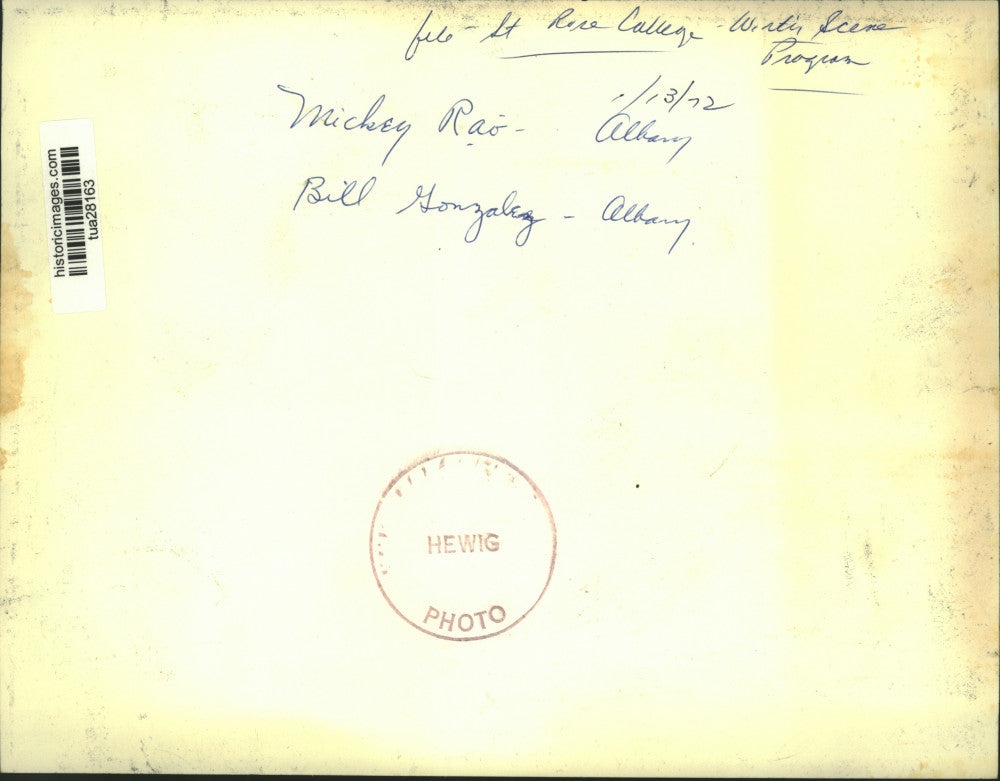 file - St Rose College - Winter Scene
Program
1/13/72
Mickey Rao - Albany
Bill Gonzalez - Albany
historicimages.com
tua28163
HEWIG
PHOTO